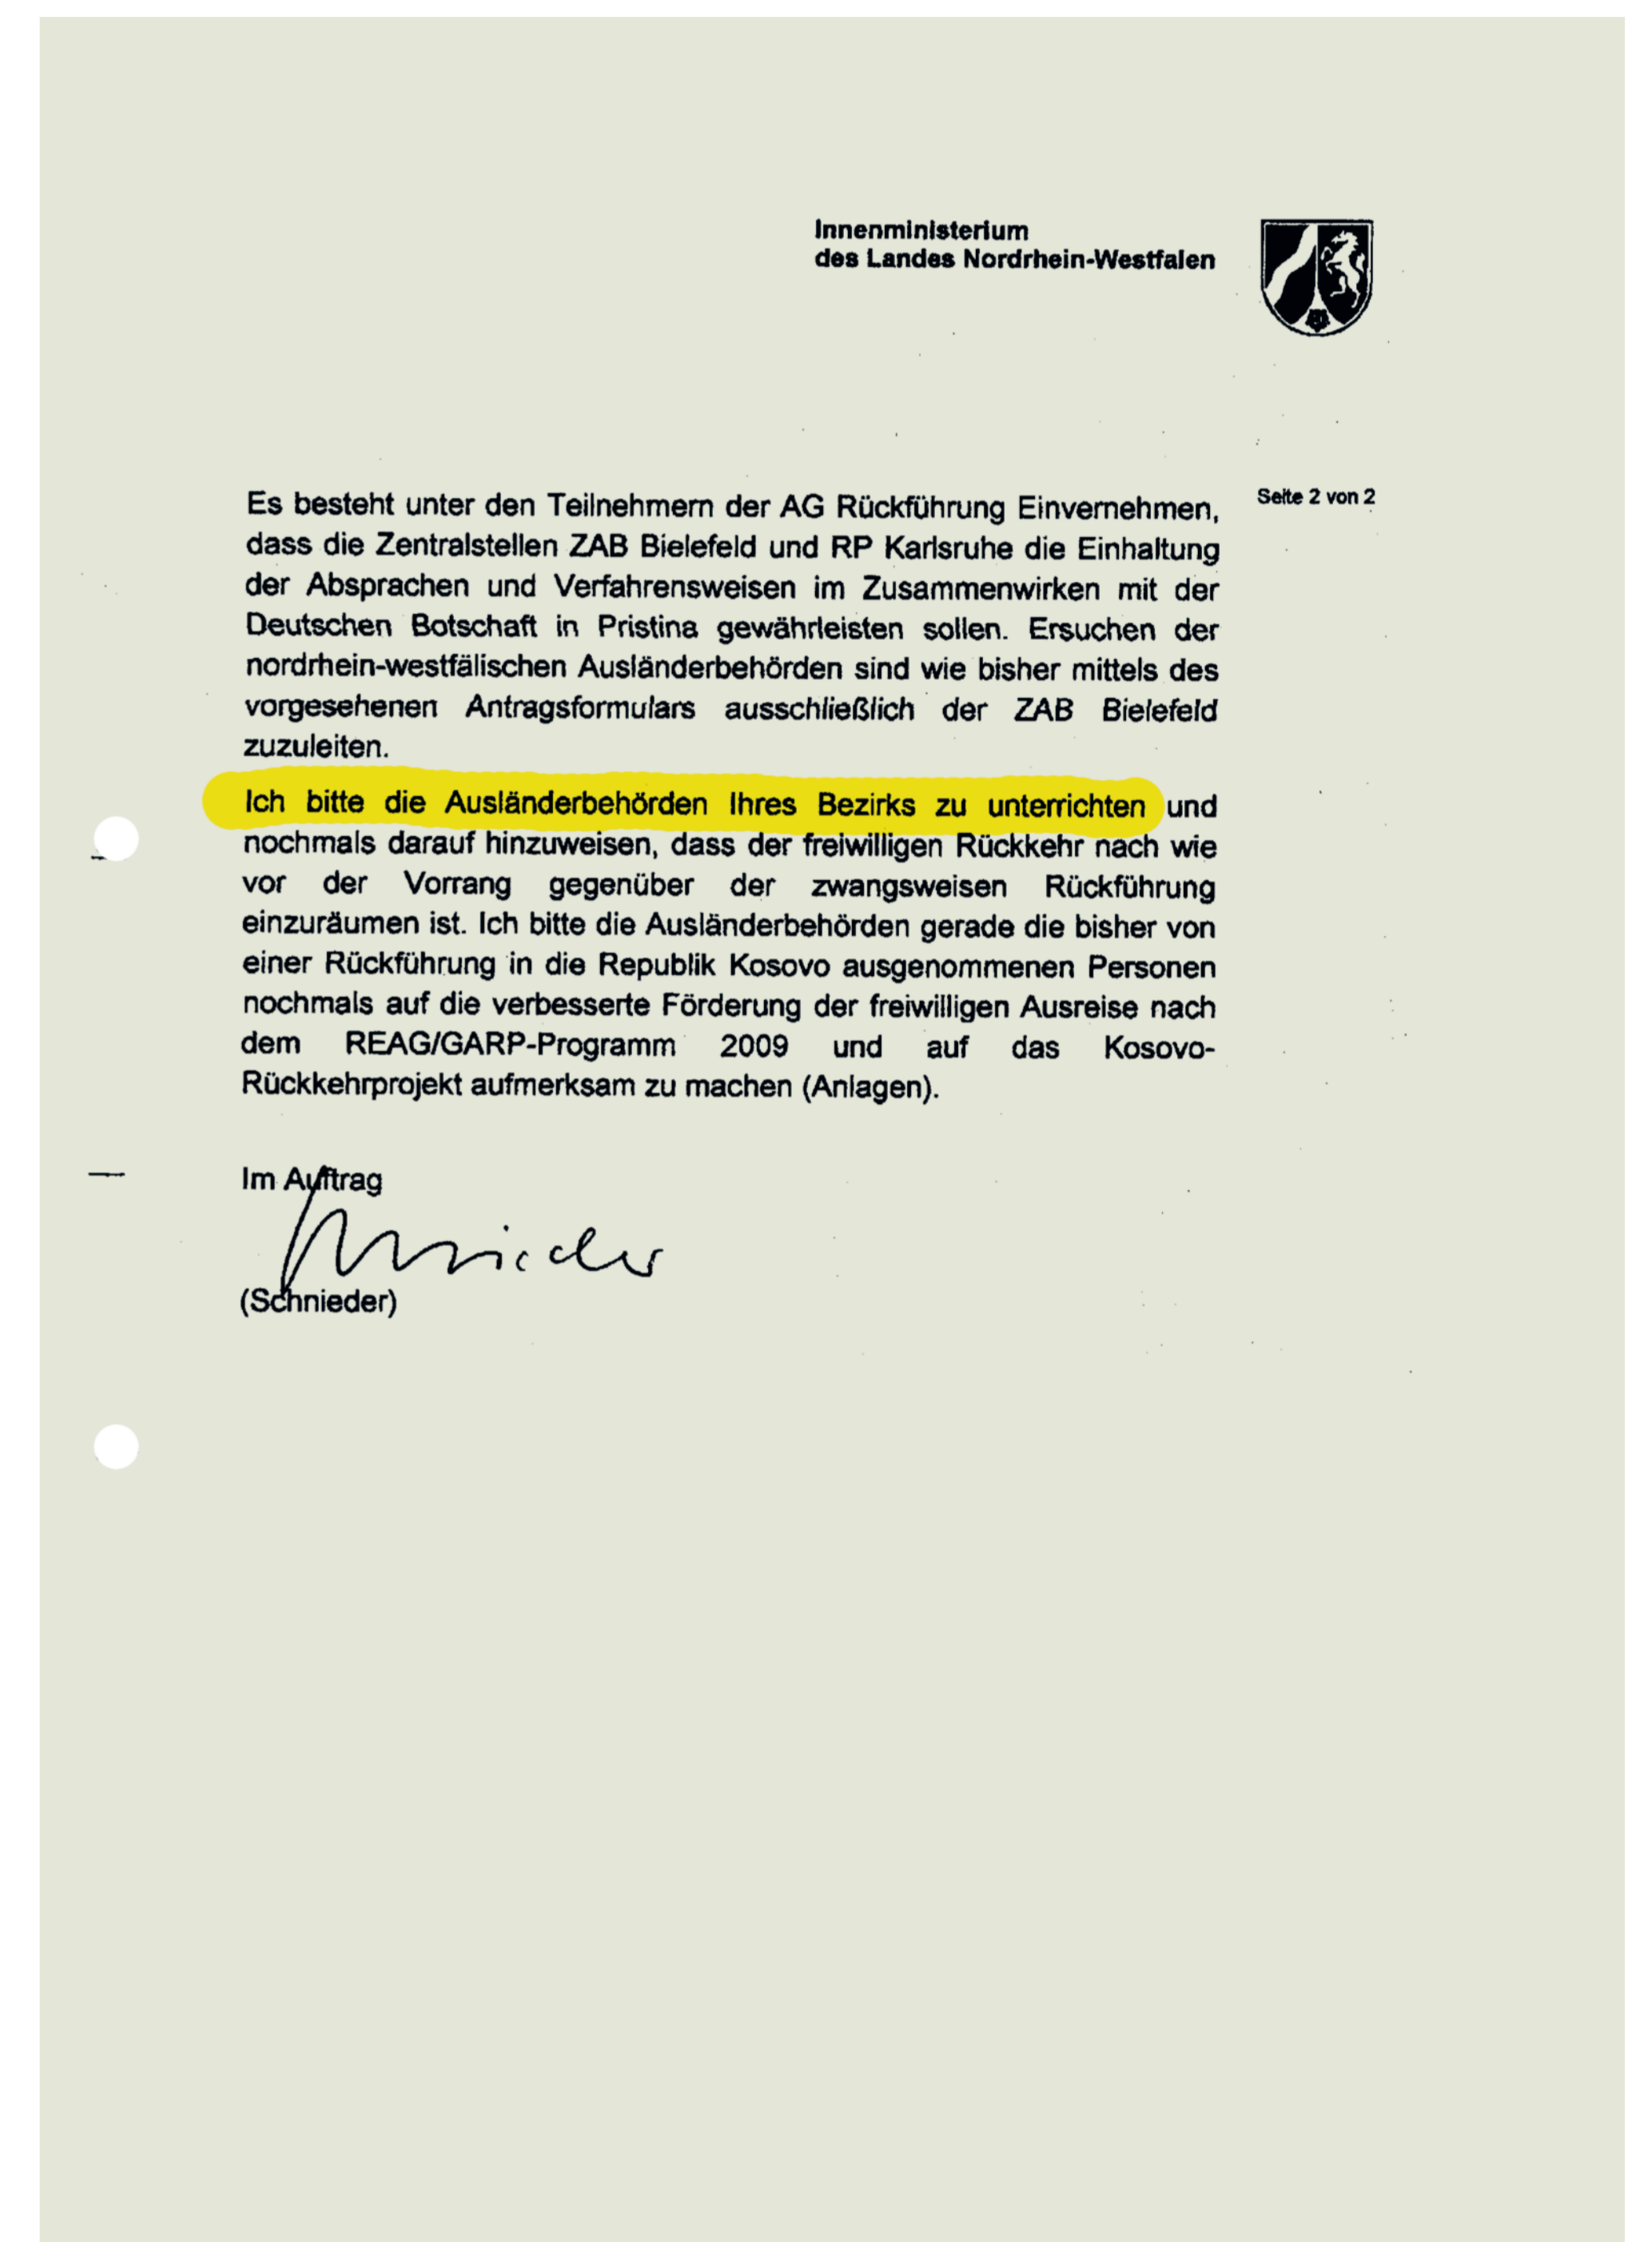 Innenministerium
des Landes Nordrhein-Westfalen
Seite 2 von 2
Es besteht unter den Teilnehmern der AG Rückführung Einvernehmen,
dass die Zentralstellen ZAB Bielefeld und RP Karlsruhe die Einhaltung
der Absprachen und Verfahrensweisen im Zusammenwirken mit der
Deutschen Botschaft in Pristina gewährleisten sollen. Ersuchen der
nordrhein-westfälischen Ausländerbehörden sind wie bisher mittels des
vorgesehenen Antragsformulars ausschließlich der ZAB Bielefeld
zuzuleiten.
Ich bitte die Ausländerbehörden Ihres Bezirks zu unterrichten und
nochmals darauf hinzuweisen, dass der freiwilligen Rückkehr nach wie
vor der Vorrang gegenüber der zwangsweisen Rückführung
einzuräumen ist. Ich bitte die Ausländerbehörden gerade die bisher von
einer Rückführung in die Republik Kosovo ausgenommenen Personen
nochmals auf die verbesserte Förderung der freiwilligen Ausreise nach
dem REAG/GARP-Programm 2009 und auf das Kosovo-
Rückkehrprojekt aufmerksam zu machen (Anlagen).
Im Auftrag
Schnieder
(Schnieder)